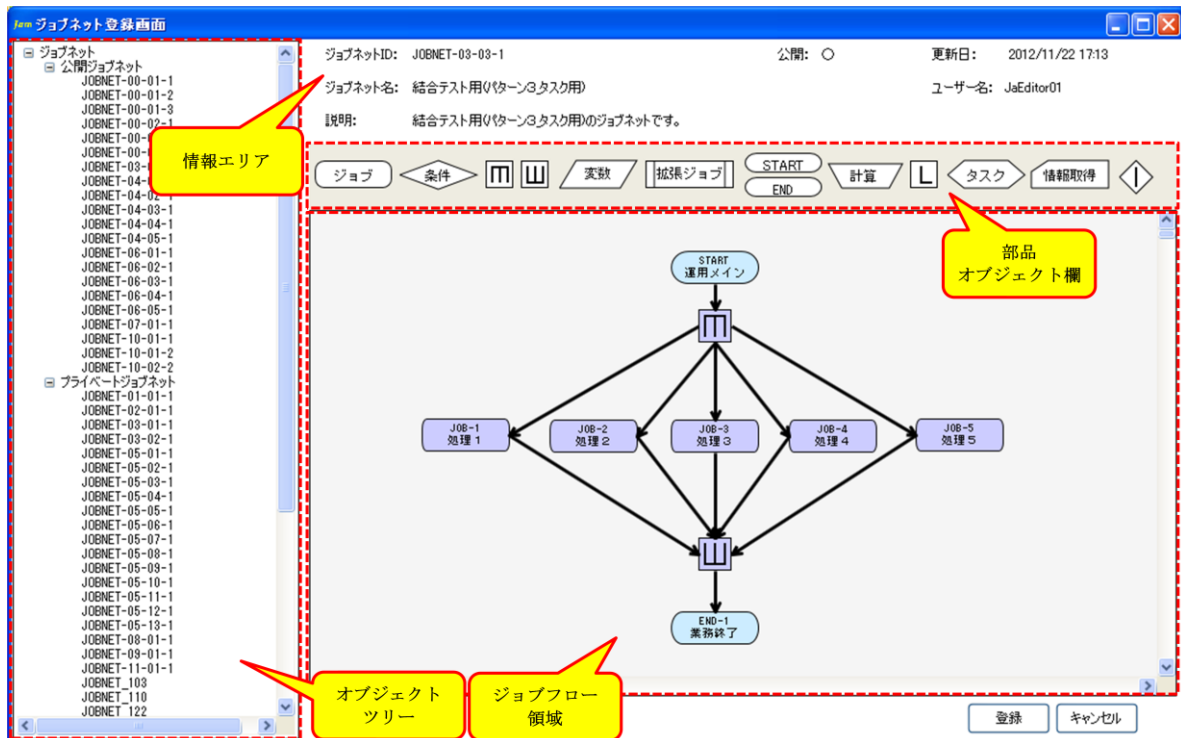 Jam ジョブネット登録画面
ジョブネット
公開ジョブネット
JOBNET-00-01-1
JOBNET-00-01-2
JOBNET-00-01-3
JOBNET-00-02-1
JOBNET-04-03-1
JOBNET-04-04-1
JOBNET-04-05-1
JOBNET-06-01-1
JOBNET-06-02-1
JOBNET-06-03-1
JOBNET-06-04-1
JOBNET-06-05-1
JOBNET-07-01-1
JOBNET-10-01-1
JOBNET-10-01-2
JOBNET-10-02-2
プライベートジョブネット
JOBNET-01-01-1
JOBNET-02-01-1
JOBNET-03-01-1
JOBNET-03-02-1
JOBNET-05-01-1
JOBNET-05-02-1
JOBNET-05-03-1
JOBNET-05-04-1
JOBNET-05-05-1
JOBNET-05-06-1
JOBNET-05-07-1
JOBNET-05-08-1
JOBNET-05-09-1
JOBNET-05-10-1
JOBNET-05-11-1
JOBNET-05-12-1
JOBNET-05-13-1
JOBNET-08-01-1
JOBNET-09-01-1
JOBNET-11-01-1
JOBNET_103
JOBNET_110
JOBNET_122
情報エリア
オブジェクト
ツリー
ジョブネットID: JOBNET-03-03-1 公開: ○ 更新日: 2012/11/22 17:13
ジョブネット名: 結合テスト用(パターン3_タスク用) ユーザー名: JaEditor01
説明: 結合テスト用(パターン3_タスク用)のジョブネットです。
ジョブ 条件 変数 拡張ジョブ START 計算 L タスク 情報取得
END
部品
オブジェクト欄
START
運用メイン
JOB-1
処理1
JOB-2
処理2
JOB-3
処理3
JOB-4
処理4
JOB-5
処理5
END-1
業務終了
ジョブフロー
領域
登録 キャンセル